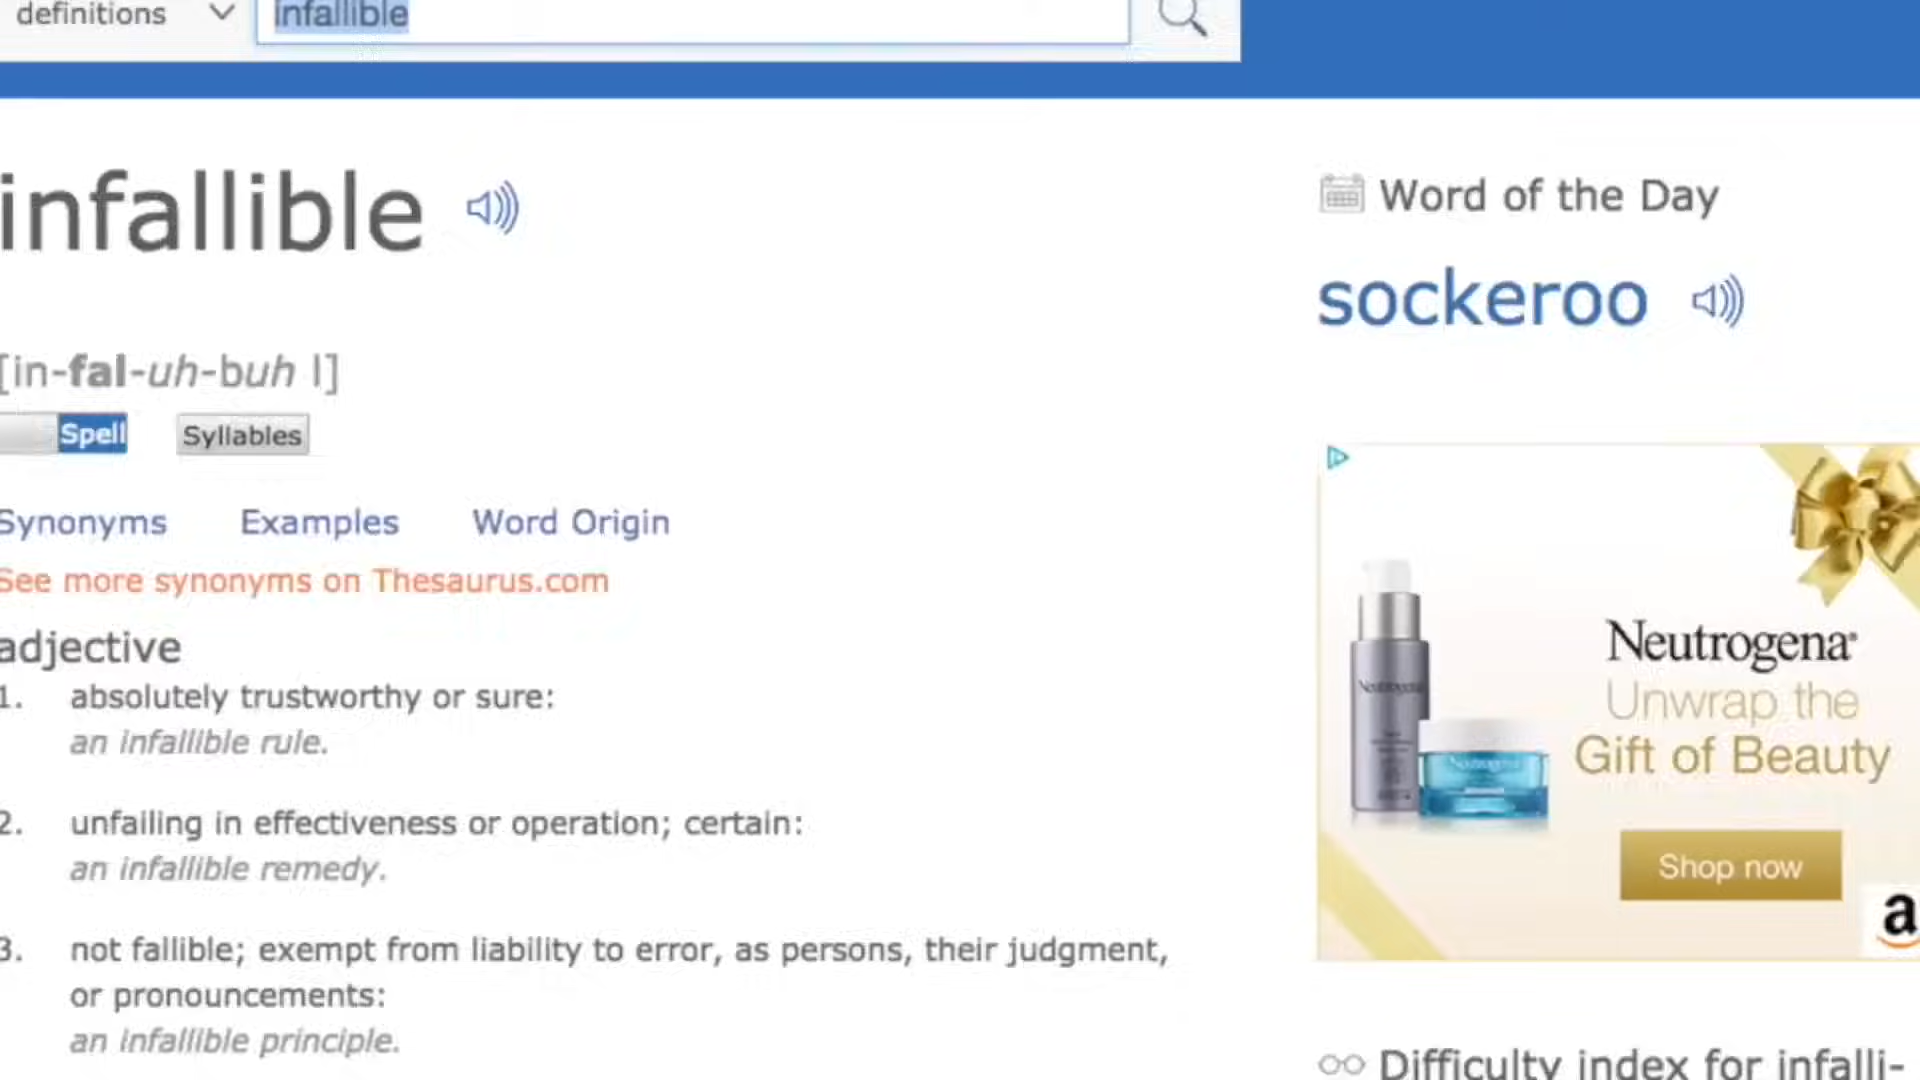 definitions
infallible
infallible
[in-fal-uh-buh l]
Spell
Syllables
Synonyms
Examples
Word Origin
See more synonyms on Thesaurus.com
adjective
1. absolutely trustworthy or sure:
an infallible rule.
2. unfailing in effectiveness or operation; certain:
an infallible remedy.
3. not fallible; exempt from liability to error, as persons, their judgment,
or pronouncements:
an infallible principle.
Word of the Day
sockeroo
Neutrogena
Unwrap the
Gift of Beauty
Neutrogena
Neutrogena
Shop now
a
Difficulty index for infalli-